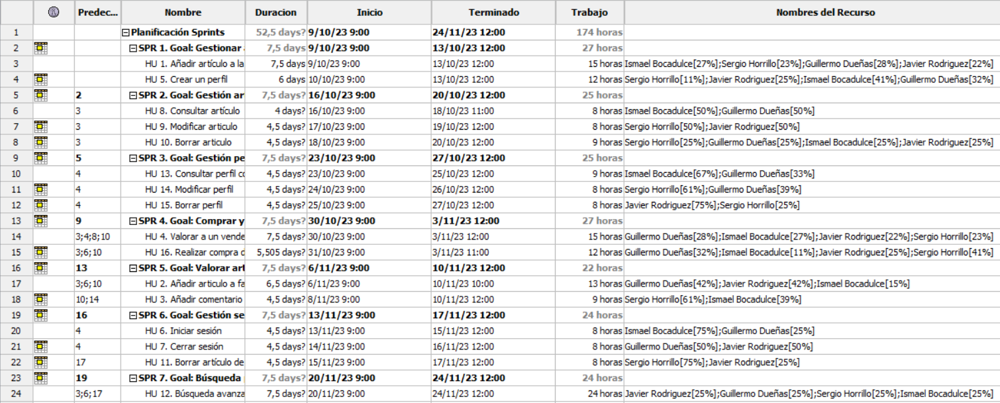 Predec... Nombre Duracion Inicio Terminado Trabajo Nombres del Recurso
1 Planificación Sprints 52,5 days? 9/10/23 9:00 24/11/23 12:00 174 horas
2 SPR 1. Goal: Gestionar 7,5 days 9/10/23 9:00 13/10/23 12:00 27 horas
3 HU 1. Añadir artículo a la 7,5 days 9/10/23 9:00 13/10/23 12:00 15 horas Ismael Bocadulce[27%];Sergio Horrillo[23%];Guillermo Dueñas[28%];Javier Rodriguez[22%]
4 HU 5. Crear un perfil 6 days 10/10/23 9:00 13/10/23 12:00 12 horas Sergio Horrillo[11%];Javier Rodriguez[25%];Ismael Bocadulce[41%];Guillermo Dueñas[32%]
5 2 SPR 2. Goal: Gestión ar 7,5 days? 16/10/23 9:00 20/10/23 12:00 25 horas
6 3 HU 8. Consultar artículo 4 days? 16/10/23 9:00 18/10/23 11:00 8 horas Ismael Bocadulce[50%];Guillermo Dueñas[50%]
7 3 HU 9. Modificar articulo 4,5 days? 17/10/23 9:00 19/10/23 12:00 8 horas Sergio Horrillo[50%];Javier Rodriguez[50%]
8 3 HU 10. Borrar articulo 4,5 days? 18/10/23 9:00 20/10/23 12:00 9 horas Sergio Horrillo[25%];Guillermo Dueñas[25%];Ismael Bocadulce[25%];Javier Rodriguez[25%]
9 5 SPR 3. Goal: Gestión pe 7,5 days? 23/10/23 9:00 27/10/23 12:00 25 horas
10 4 HU 13. Consultar perfil co 4,5 days? 23/10/23 9:00 25/10/23 12:00 9 horas Ismael Bocadulce[67%];Guillermo Dueñas[33%]
11 4 HU 14. Modificar perfil 4,5 days? 24/10/23 9:00 26/10/23 12:00 8 horas Sergio Horrillo[61%];Guillermo Dueñas[39%]
12 4 HU 15. Borrar perfil 4,5 days? 25/10/23 9:00 27/10/23 12:00 8 horas Javier Rodriguez[75%];Sergio Horrillo[25%]
13 9 SPR 4. Goal: Comprar y 7,5 days? 30/10/23 9:00 3/11/23 12:00 27 horas
14 3;4;8;10 HU 4. Valorar a un vende 7,5 days? 30/10/23 9:00 3/11/23 12:00 15 horas Guillermo Dueñas[28%];Ismael Bocadulce[27%];Javier Rodriguez[22%];Sergio Horrillo[23%]
15 3;6;10 HU 16. Realizar compra d 5,505 days? 31/10/23 9:00 3/11/23 11:00 12 horas Guillermo Dueñas[32%];Ismael Bocadulce[11%];Javier Rodriguez[25%];Sergio Horrillo[41%]
16 13 SPR 5. Goal: Valorar art 7,5 days? 6/11/23 9:00 10/11/23 12:00 22 horas
17 3;6;10 HU 2. Añadir articulo a fa 6,5 days? 6/11/23 9:00 10/11/23 10:00 13 horas Guillermo Dueñas[42%];Javier Rodriguez[42%];Ismael Bocadulce[15%]
18 10;14 HU 3. Añadir comentario 4,5 days? 8/11/23 9:00 10/11/23 12:00 9 horas Sergio Horrillo[61%];Ismael Bocadulce[39%]
19 16 SPR 6. Goal: Gestión se 7,5 days? 13/11/23 9:00 17/11/23 12:00 24 horas
20 4 HU 6. Iniciar sesión 4,5 days? 13/11/23 9:00 15/11/23 12:00 8 horas Ismael Bocadulce[75%];Guillermo Dueñas[25%]
21 4 HU 7. Cerrar sesión 4,5 days? 14/11/23 9:00 16/11/23 12:00 8 horas Guillermo Dueñas[50%];Javier Rodriguez[50%]
22 17 HU 11. Borrar artículo de 4,5 days? 15/11/23 9:00 17/11/23 12:00 8 horas Sergio Horrillo[75%];Javier Rodriguez[25%]
23 19 SPR 7. Goal: Búsqueda 7,5 days? 20/11/23 9:00 24/11/23 12:00 24 horas
24 3;6;17 HU 12. Búsqueda avanza 7,5 days? 20/11/23 9:00 24/11/23 12:00 24 horas Javier Rodriguez[25%];Guillermo Dueñas[25%];Sergio Horrillo[25%];Ismael Bocadulce[25%]